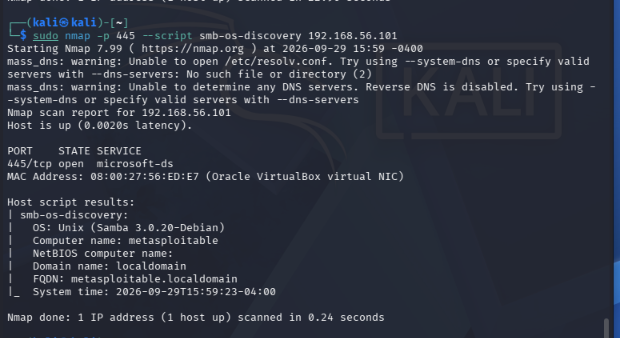 ┌──(kali㉿kali)-[~]
└─$ sudo nmap -p 445 --script smb-os-discovery 192.168.56.101
Starting Nmap 7.99 ( https://nmap.org ) at 2026-09-29 15:59 -0400
mass_dns: warning: Unable to open /etc/resolv.conf. Try using --system-dns or specify valid
servers with --dns-servers: No such file or directory (2)
mass_dns: warning: Unable to determine any DNS servers. Reverse DNS is disabled. Try using -
-system-dns or specify valid servers with --dns-servers
Nmap scan report for 192.168.56.101
Host is up (0.0020s latency).
KALI
PORT    STATE SERVICE
445/tcp open  microsoft-ds
MAC Address: 08:00:27:56:ED:E7 (Oracle VirtualBox virtual NIC)
Host script results:
| smb-os-discovery:
|   OS: Unix (Samba 3.0.20-Debian)
|   Computer name: metasploitable
|   NetBIOS computer name:
|   Domain name: localdomain
|   FQDN: metasploitable.localdomain
|_  System time: 2026-09-29T15:59:23-04:00
Nmap done: 1 IP address (1 host up) scanned in 0.24 seconds